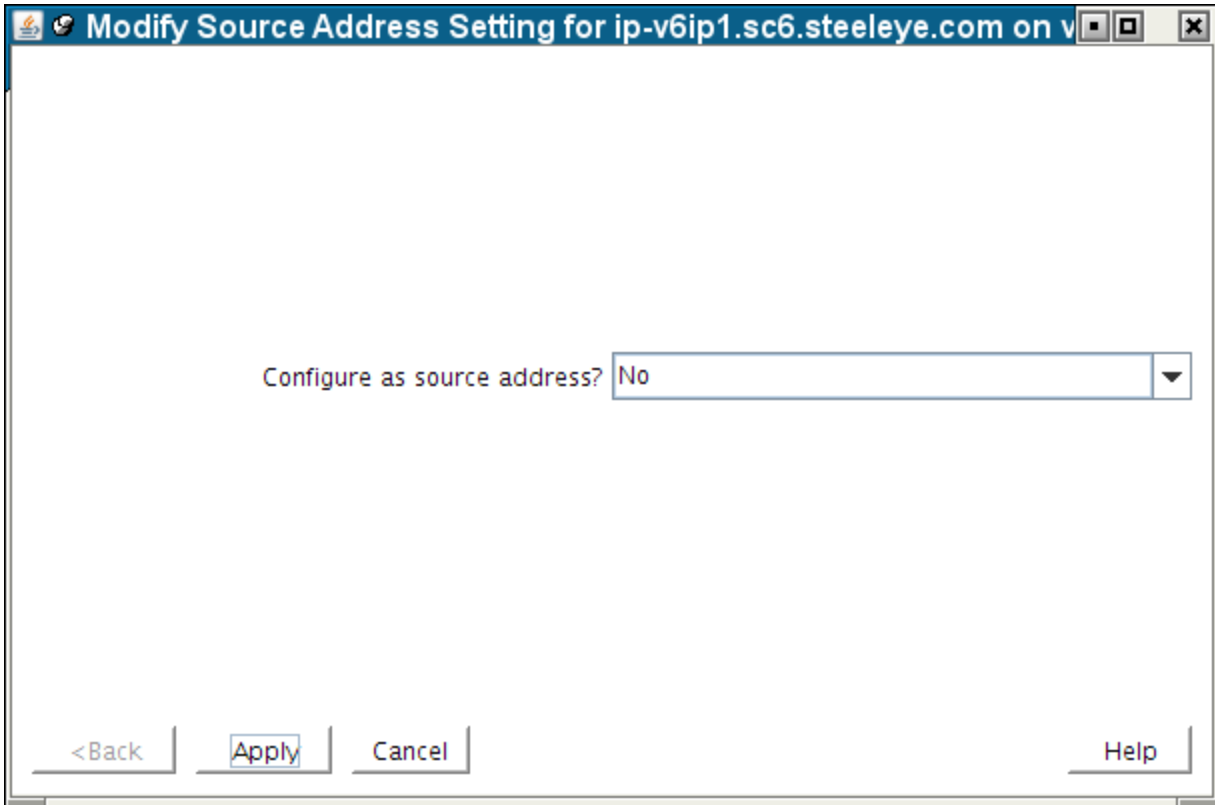 Modify Source Address Setting for ip-v6ip1.sc6.steeleye.com on v
Configure as source address? No
<Back Apply Cancel Help